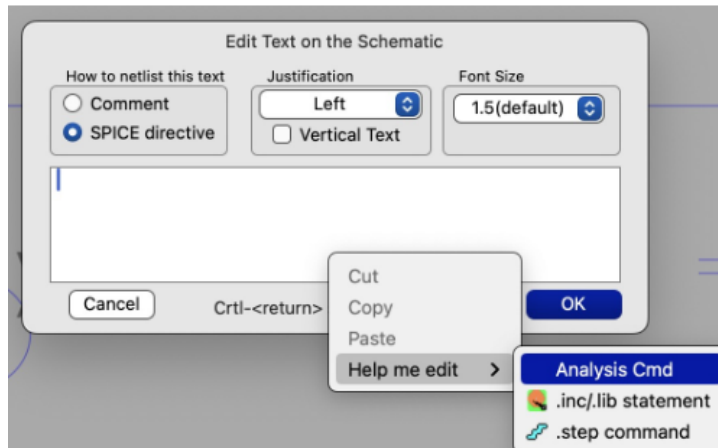 Edit Text on the Schematic
How to netlist this text
Comment
SPICE directive
Justification
Left
Vertical Text
Font Size
1.5(default)
Cancel
Crtl-<return>
OK
Cut
Copy
Paste
Help me edit
Analysis Cmd
.inc/.lib statement
.step command